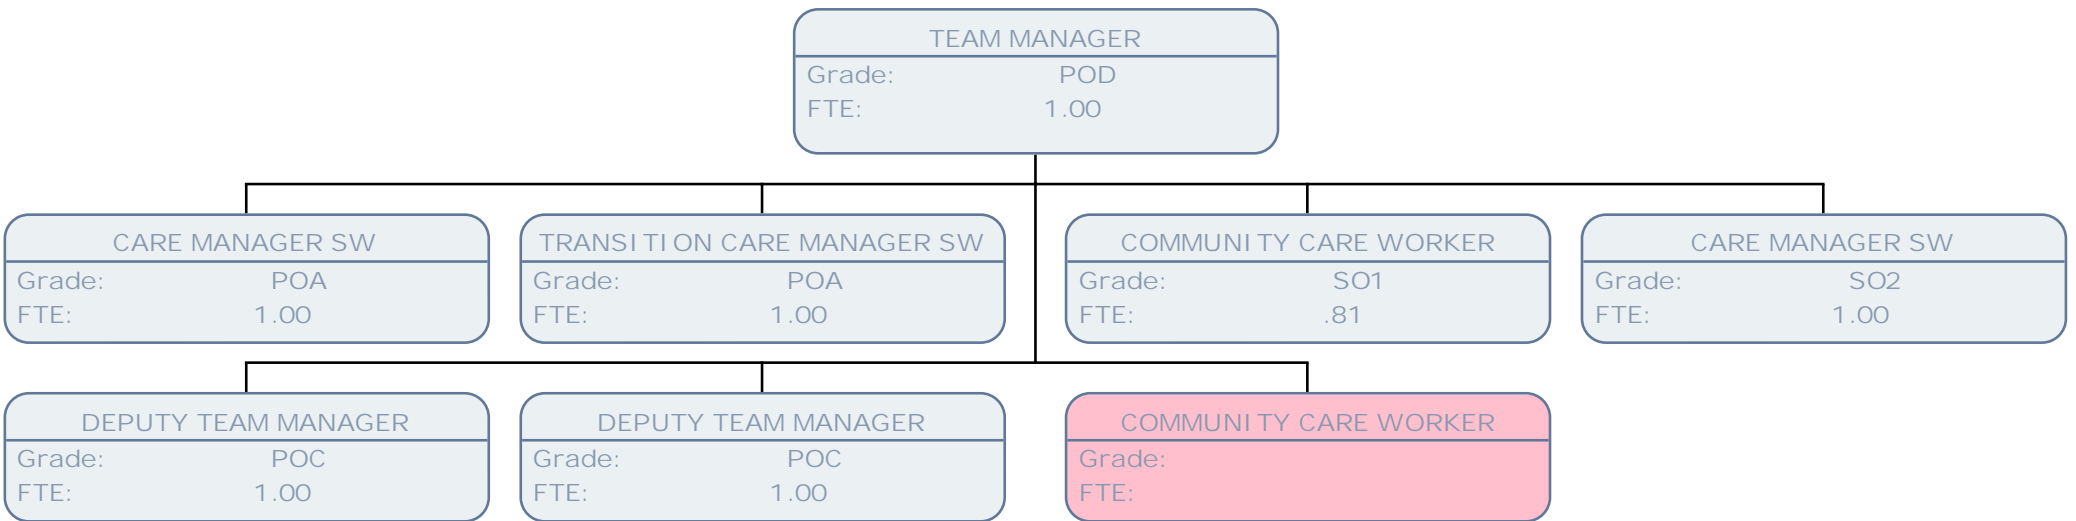 TEAM MANAGER
Grade: POD
FTE: 1.00
CARE MANAGER SW
Grade: POA
FTE: 1.00
TRANSITION CARE MANAGER SW
Grade: POA
FTE: 1.00
COMMUNITY CARE WORKER
Grade: SO1
FTE: .81
CARE MANAGER SW
Grade: SO2
FTE: 1.00
DEPUTY TEAM MANAGER
Grade: POC
FTE: 1.00
DEPUTY TEAM MANAGER
Grade: POC
FTE: 1.00
COMMUNITY CARE WORKER
Grade:
FTE: